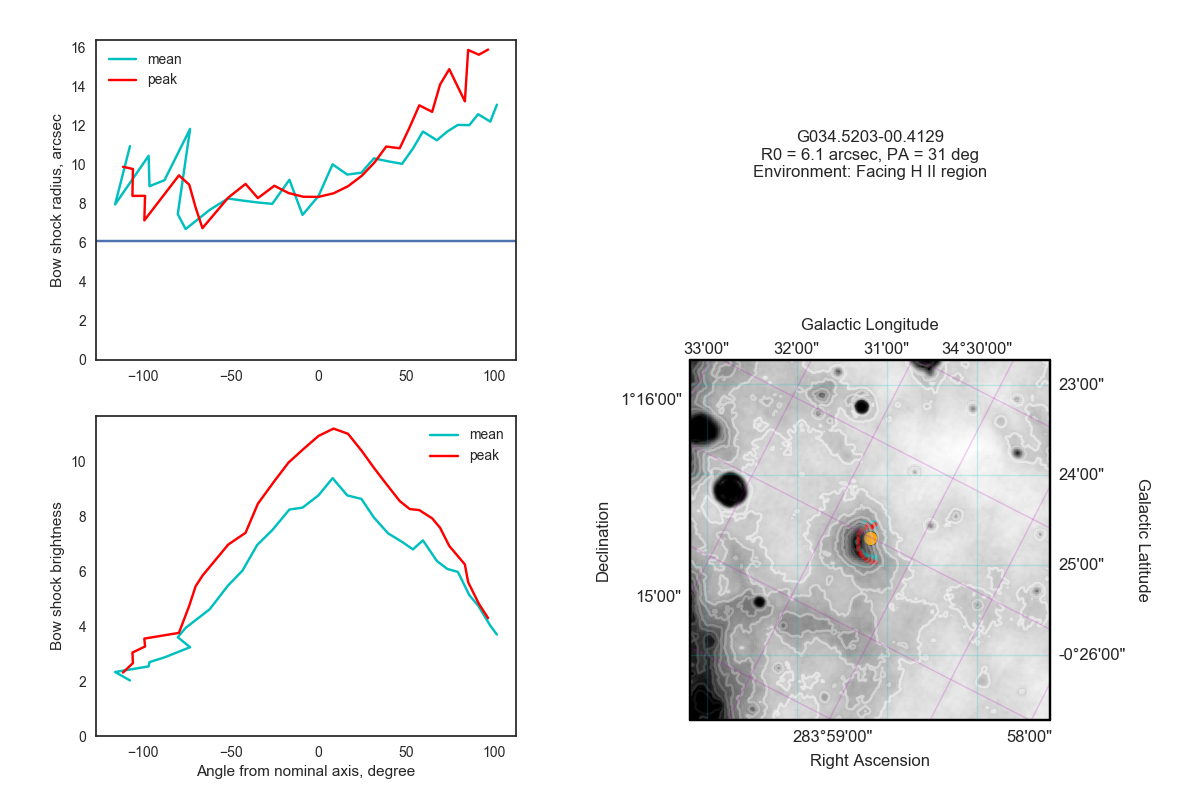 16
14
12
10
8
6
4
2
0
Bow shock radius, arcsec
mean
peak
−100
−50
0
50
100
G034.5203-00.4129
R0 = 6.1 arcsec, PA = 31 deg
Environment: Facing H II region
10
8
6
4
2
0
Bow shock brightness
mean
peak
−100
−50
0
50
100
Angle from nominal axis, degree
Galactic Longitude
33'00" 32'00" 31'00" 34°30'00"
1°16'00"
15'00"
Declination
23'00"
24'00"
25'00"
-0°26'00"
Galactic Latitude
283°59'00" 58'00"
Right Ascension